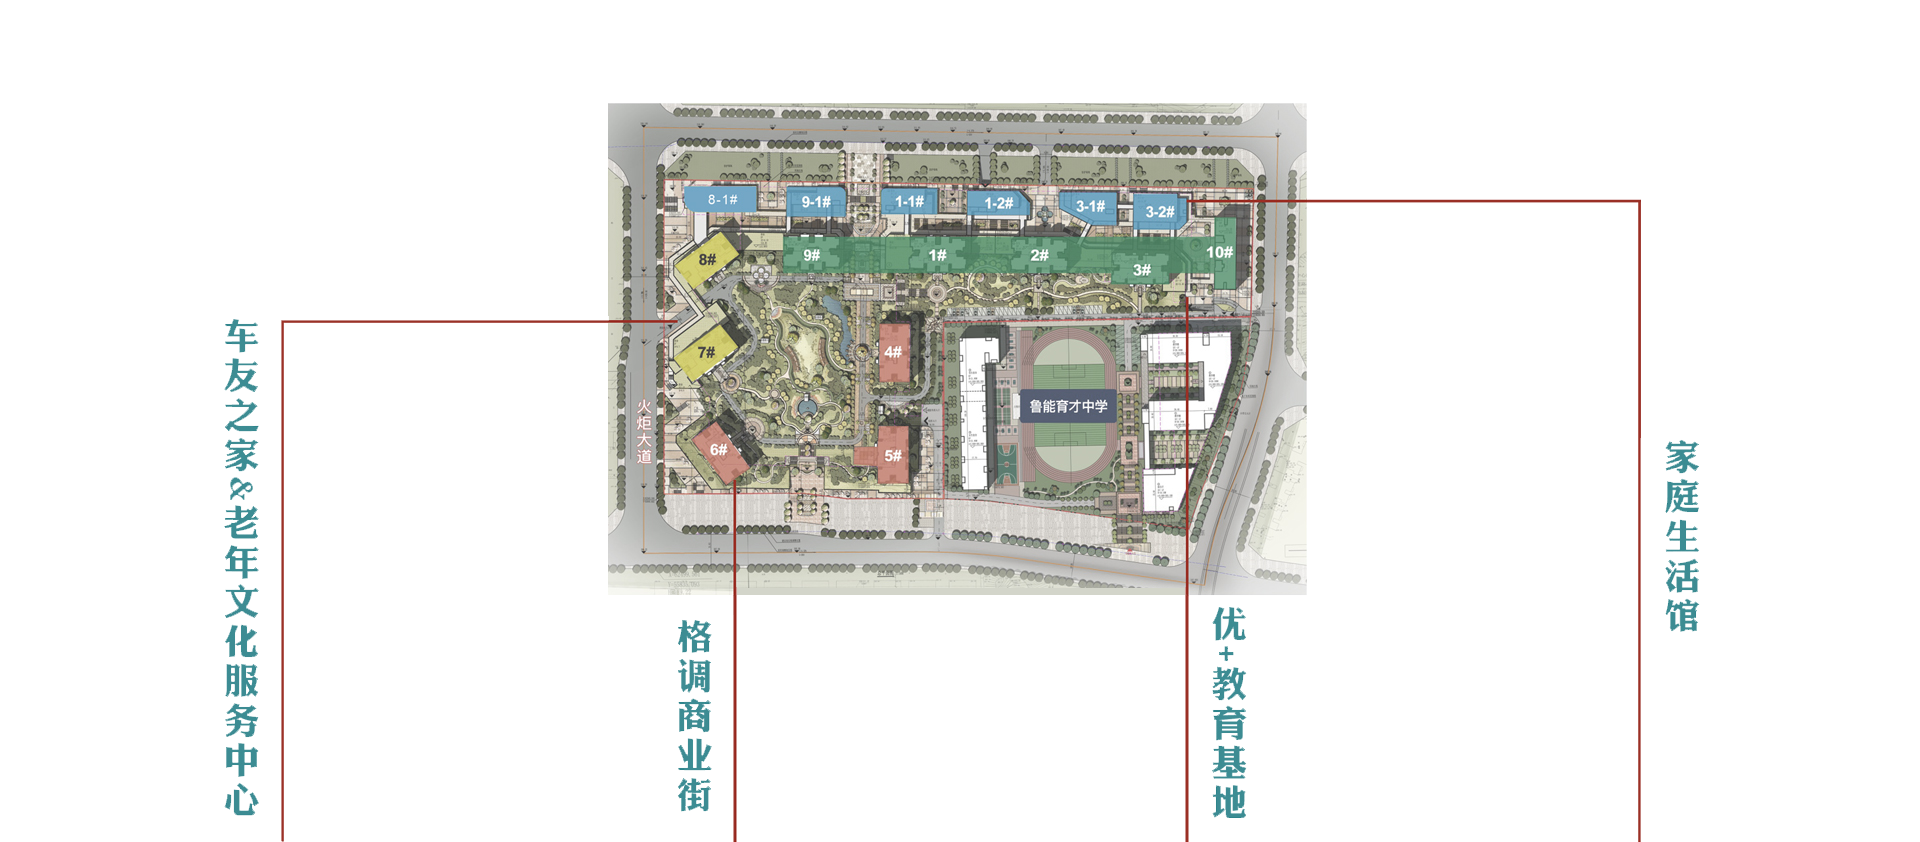 8-1#
9-1#
1-1#
1-2#
3-1#
3-2#
8#
9#
1#
2#
3#
10#
7#
4#
6#
5#
鲁能育才中学
火炬大道
车友之家&老年文化服务中心
格调商业街
优+教育基地
家庭生活馆